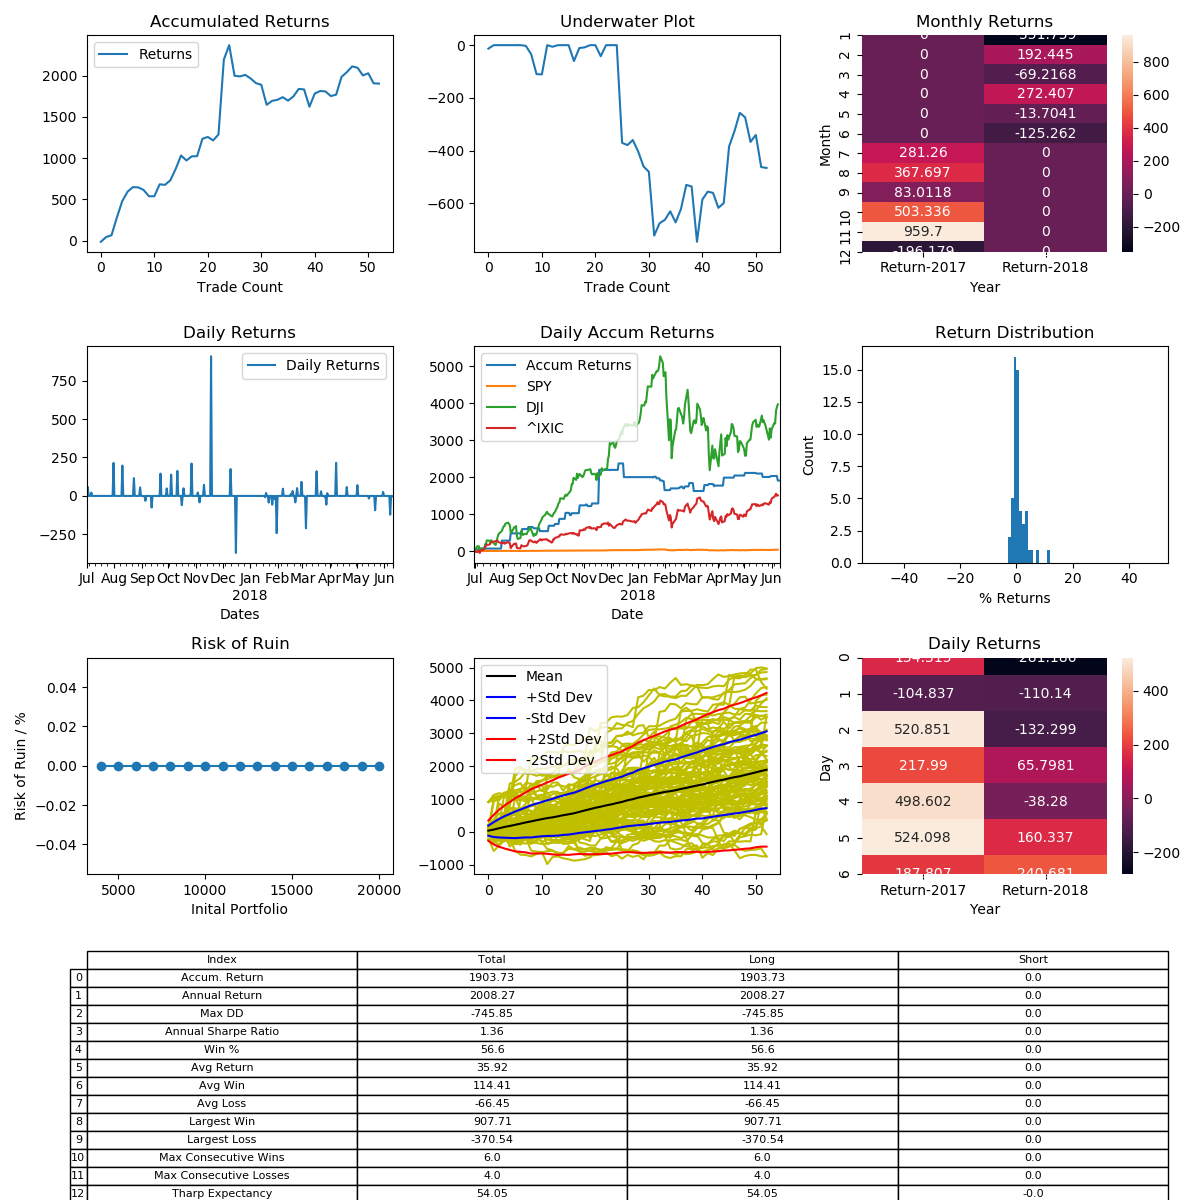 Accumulated Returns
Returns
2000
1500
1000
500
0
0 10 20 30 40 50
Trade Count
Underwater Plot
0
−200
−400
−600
0 10 20 30 40 50
Trade Count
Monthly Returns
Month
1 0 -351.759
2 0 192.445
3 0 -69.2168
4 0 272.407
5 0 -13.7041
6 0 -125.262
7 281.26 0
8 367.697 0
9 83.0118 0
10 503.336 0
11 959.7 0
12 -196.179 0
Return-2017 Return-2018
Year
800
600
400
200
0
−200
Daily Returns
Daily Returns
750
500
250
0
−250
Jul Aug Sep Oct Nov Dec Jan Feb Mar Apr May Jun
2018
Dates
Daily Accum Returns
Accum Returns
SPY
DJI
^IXIC
5000
4000
3000
2000
1000
0
Jul Aug Sep Oct Nov Dec Jan Feb Mar Apr May Jun
2018
Date
Return Distribution
Count
15.0
12.5
10.0
7.5
5.0
2.5
0.0
−40 −20 0 20 40
% Returns
Risk of Ruin
Risk of Ruin / %
0.04
0.02
0.00
−0.02
−0.04
5000 10000 15000 20000
Inital Portfolio
Mean
+Std Dev
-Std Dev
+2Std Dev
-2Std Dev
5000
4000
3000
2000
1000
0
−1000
0 10 20 30 40 50
Daily Returns
Day
0
1 -104.837 -110.14
2 520.851 -132.299
3 217.99 65.7981
4 498.602 -38.28
5 524.098 160.337
6 187.807 240.681
Return-2017 Return-2018
Year
400
200
0
−200
Index Total Long Short
0 Accum. Return 1903.73 1903.73 0.0
1 Annual Return 2008.27 2008.27 0.0
2 Max DD -745.85 -745.85 0.0
3 Annual Sharpe Ratio 1.36 1.36 0.0
4 Win % 56.6 56.6 0.0
5 Avg Return 35.92 35.92 0.0
6 Avg Win 114.41 114.41 0.0
7 Avg Loss -66.45 -66.45 0.0
8 Largest Win 907.71 907.71 0.0
9 Largest Loss -370.54 -370.54 0.0
10 Max Consecutive Wins 6.0 6.0 0.0
11 Max Consecutive Losses 4.0 4.0 0.0
12 Tharp Expectancy 54.05 54.05 -0.0